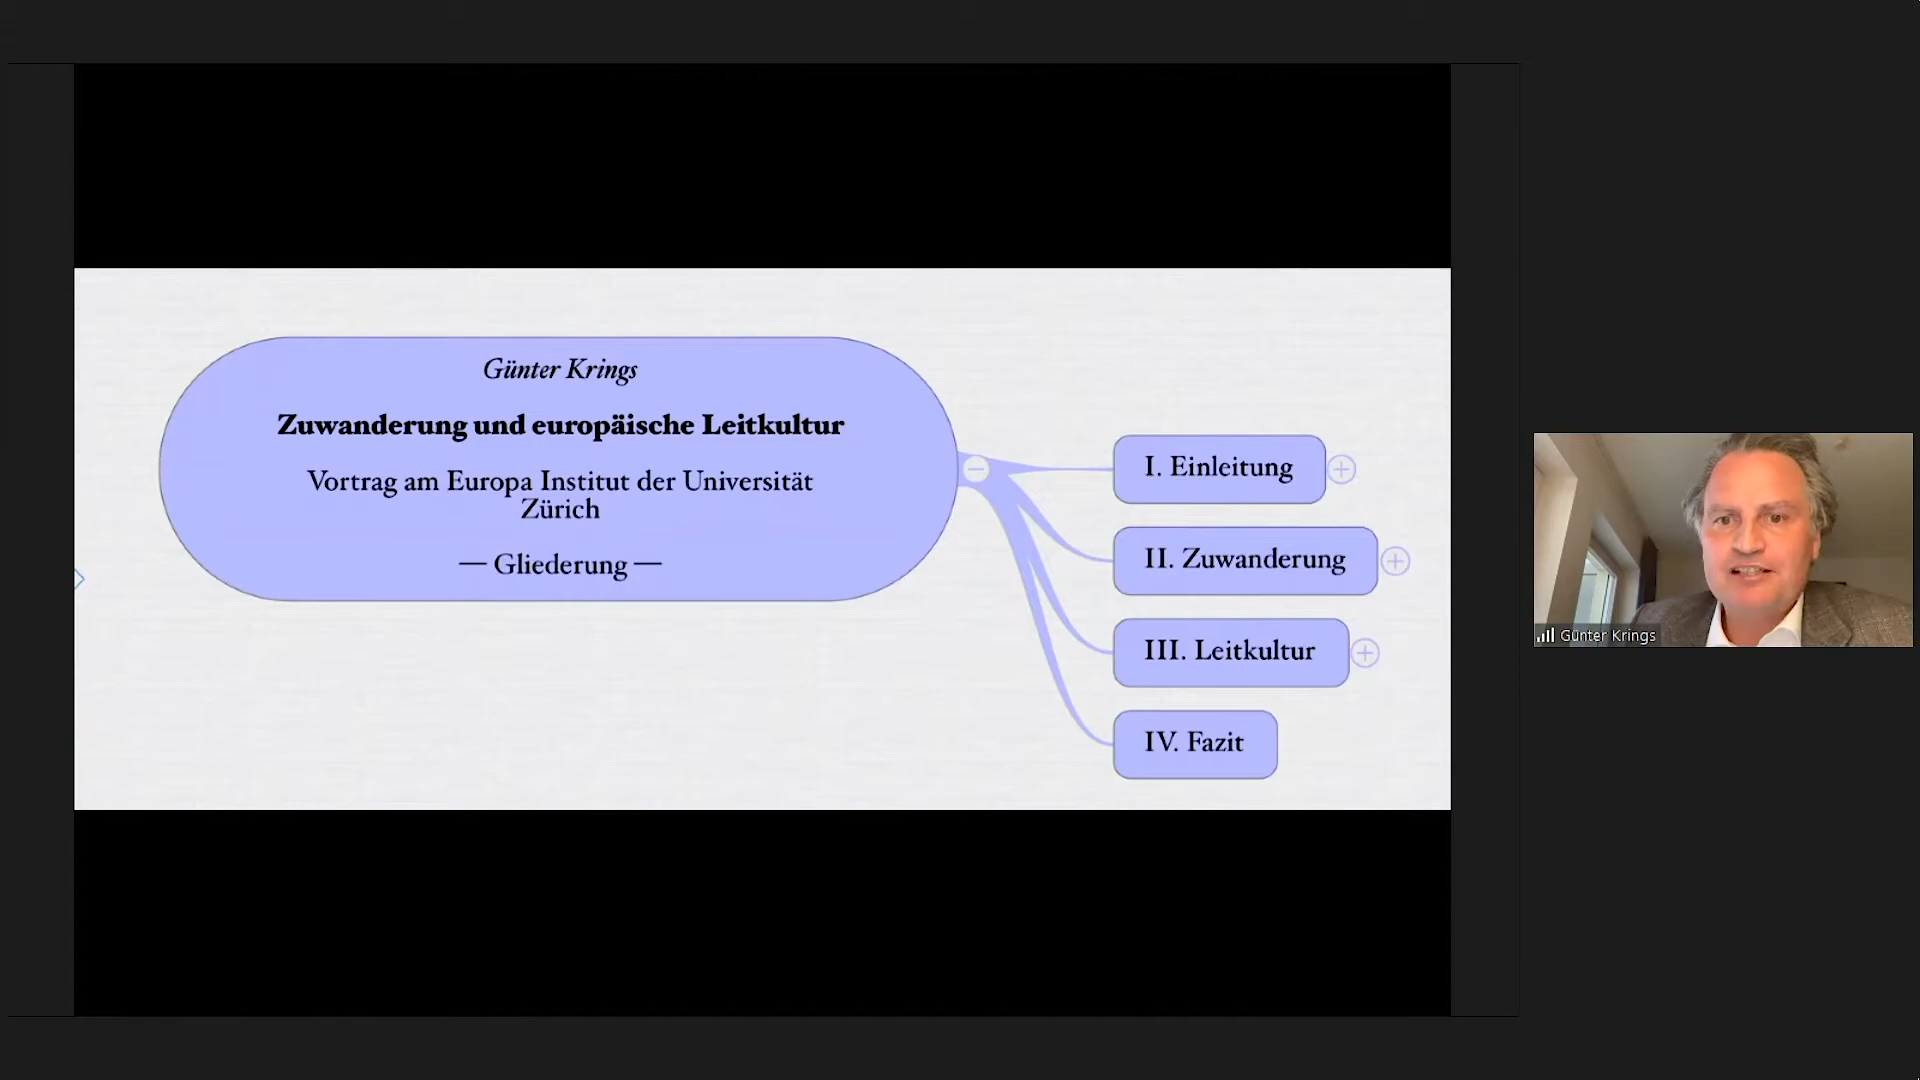 Günter Krings
Zuwanderung und europäische Leitkultur
Vortrag am Europa Institut der Universität
Zürich
— Gliederung —
I. Einleitung
II. Zuwanderung
III. Leitkultur
IV. Fazit
Günter Krings